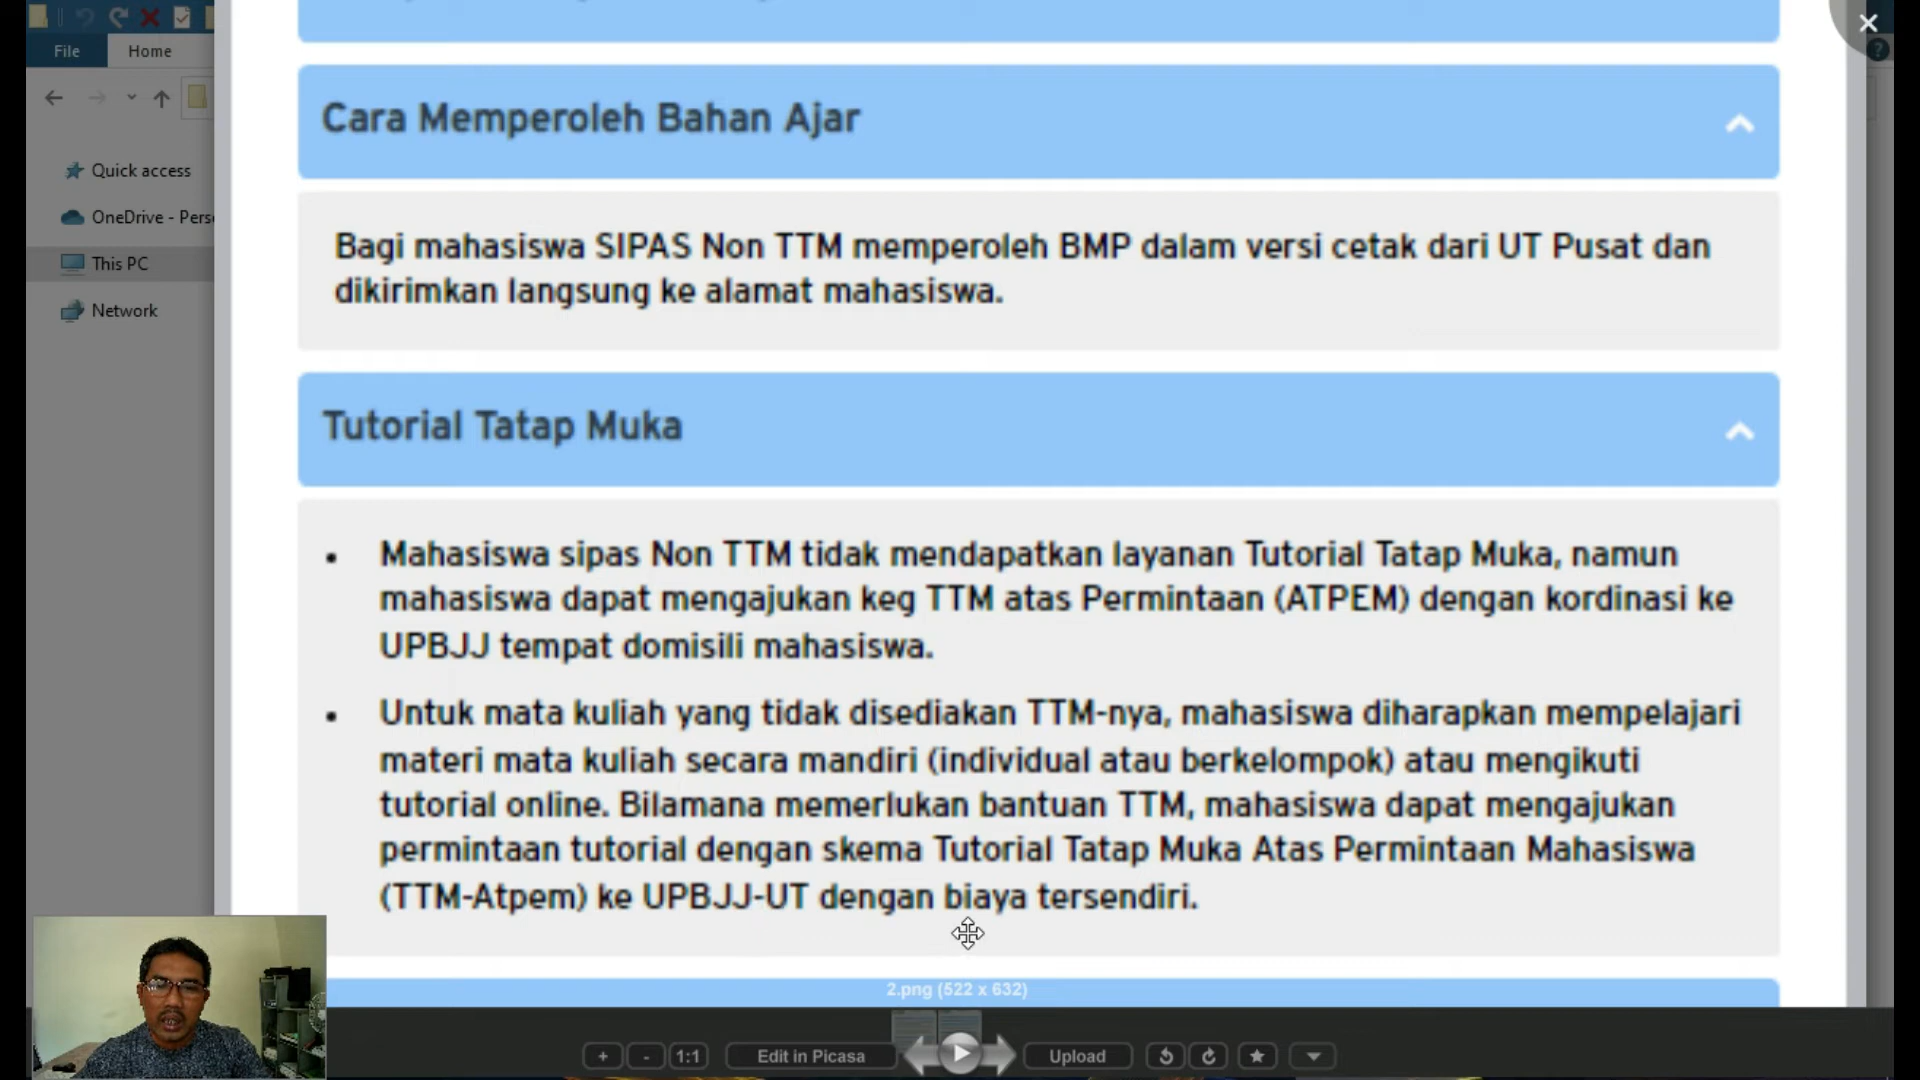 File
Home
Quick access
OneDrive - Pers
This PC
Network
Cara Memperoleh Bahan Ajar
Bagi mahasiswa SIPAS Non TTM memperoleh BMP dalam versi cetak dari UT Pusat dan
dikirimkan langsung ke alamat mahasiswa.
Tutorial Tatap Muka
• Mahasiswa sipas Non TTM tidak mendapatkan layanan Tutorial Tatap Muka, namun
mahasiswa dapat mengajukan keg TTM atas Permintaan (ATPEM) dengan kordinasi ke
UPBJJ tempat domisili mahasiswa.
• Untuk mata kuliah yang tidak disediakan TTM-nya, mahasiswa diharapkan mempelajari
materi mata kuliah secara mandiri (individual atau berkelompok) atau mengikuti
tutorial online. Bilamana memerlukan bantuan TTM, mahasiswa dapat mengajukan
permintaan tutorial dengan skema Tutorial Tatap Muka Atas Permintaan Mahasiswa
(TTM-Atpem) ke UPBJJ-UT dengan biaya tersendiri.
2.png (522 x 632)
+ - 1:1 Edit in Picasa Upload